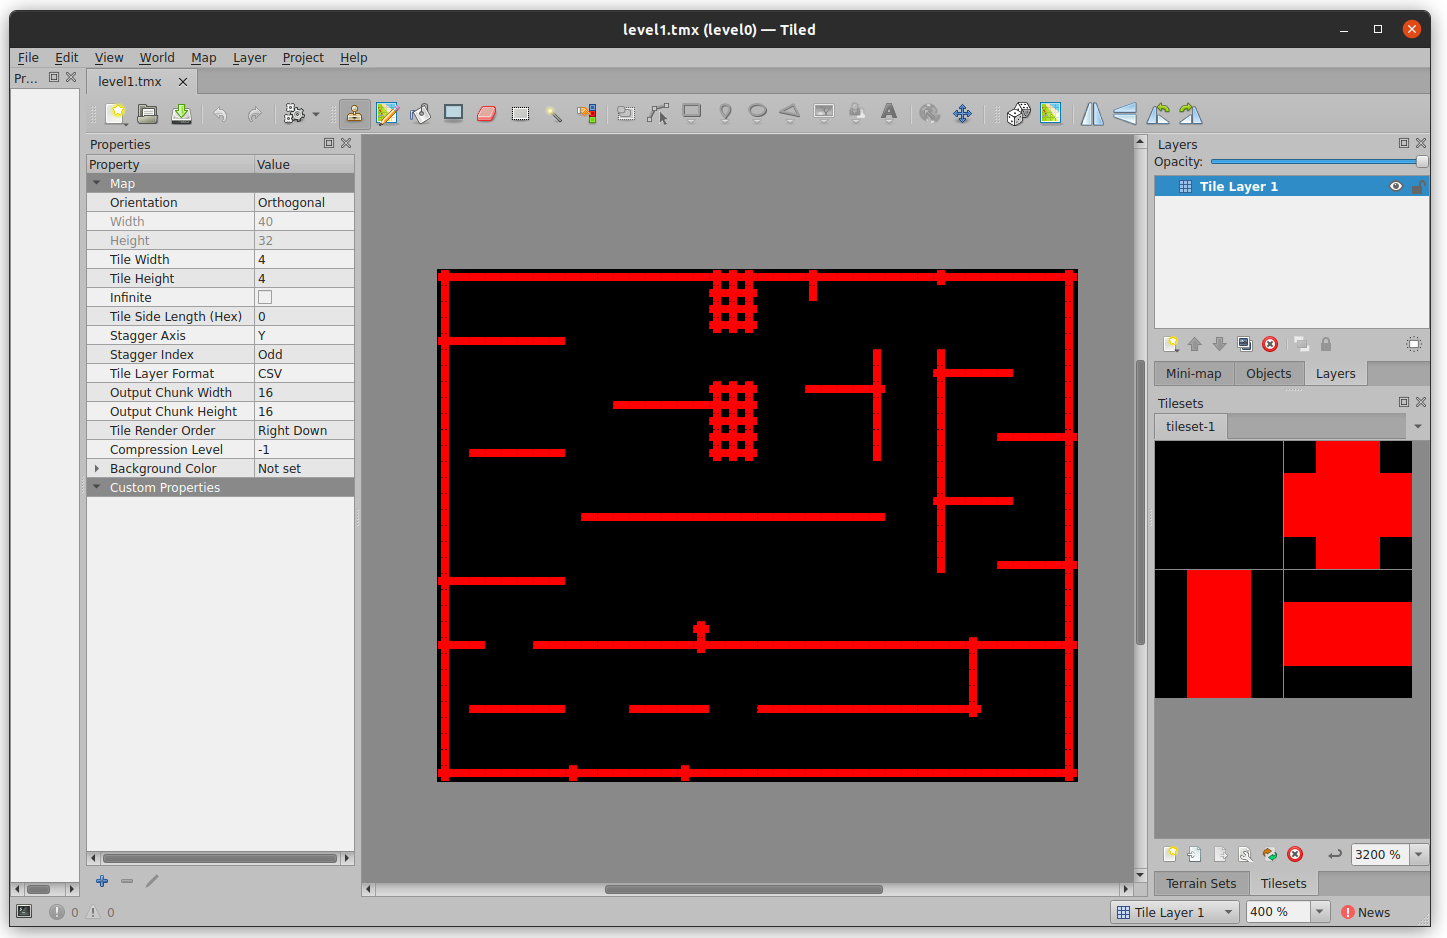 level1.tmx (level0) — Tiled
File Edit View World Map Layer Project Help
Pr...
level1.tmx
Properties
Property Value
Map
Orientation Orthogonal
Width 40
Height 32
Tile Width 4
Tile Height 4
Infinite
Tile Side Length (Hex) 0
Stagger Axis Y
Stagger Index Odd
Tile Layer Format CSV
Output Chunk Width 16
Output Chunk Height 16
Tile Render Order Right Down
Compression Level -1
Background Color Not set
Custom Properties
Layers
Opacity:
Tile Layer 1
Mini-map Objects Layers
Tilesets
tileset-1
3200 %
Terrain Sets Tilesets
0 0
Tile Layer 1 400 % News